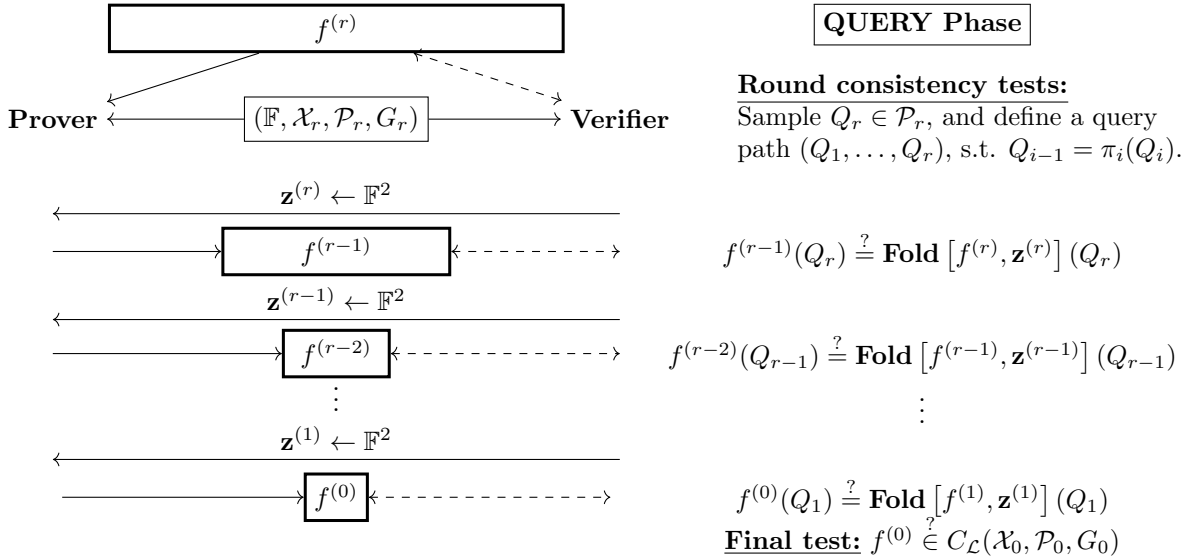 f^{(r)}
Prover
(𝔽, 𝒳_r, 𝒫_r, G_r)
Verifier
𝐳^{(r)} ← 𝔽^2
f^{(r−1)}
𝐳^{(r−1)} ← 𝔽^2
f^{(r−2)}
⋮
𝐳^{(1)} ← 𝔽^2
f^{(0)}
QUERY Phase
Round consistency tests:
Sample Q_r ∈ 𝒫_r, and define a query
path (Q_1, . . . , Q_r), s.t. Q_{i−1} = π_i(Q_i).
f^{(r−1)}(Q_r) ≟ Fold [f^{(r)}, 𝐳^{(r)}] (Q_r)
f^{(r−2)}(Q_{r−1}) ≟ Fold [f^{(r−1)}, 𝐳^{(r−1)}] (Q_{r−1})
⋮
f^{(0)}(Q_1) ≟ Fold [f^{(1)}, 𝐳^{(1)}] (Q_1)
Final test: f^{(0)} ∈^? C_ℒ(𝒳_0, 𝒫_0, G_0)